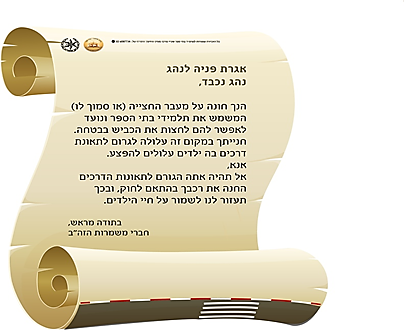 אגרת פניה לנהג
נהג נכבד,
הנך חונה על מעבר החצייה (או סמוך לו)
המשמש את תלמידי בתי הספר ונועד
לאפשר להם לחצות את הכביש בבטחה.
חנייתך במקום זה עלולה לגרום לתאונת
דרכים בה ילדים עלולים להפצע.
אנא,
אל תהיה אתה הגורם לתאונות הדרכים
החנה את רכבך בהתאם לחוק, ובכך
תעזור לנו לשמור על חיי הילדים.
בתודה מראש,
חברי משמרות הזה"ב